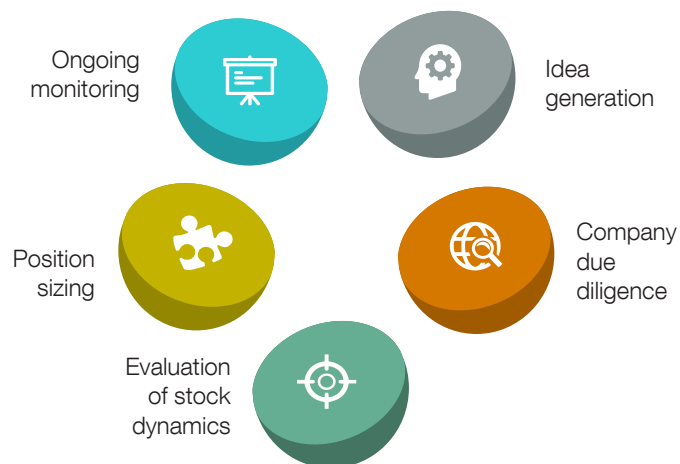 Ongoing
monitoring
Idea
generation
Position
sizing
Company
due
diligence
Evaluation
of stock
dynamics